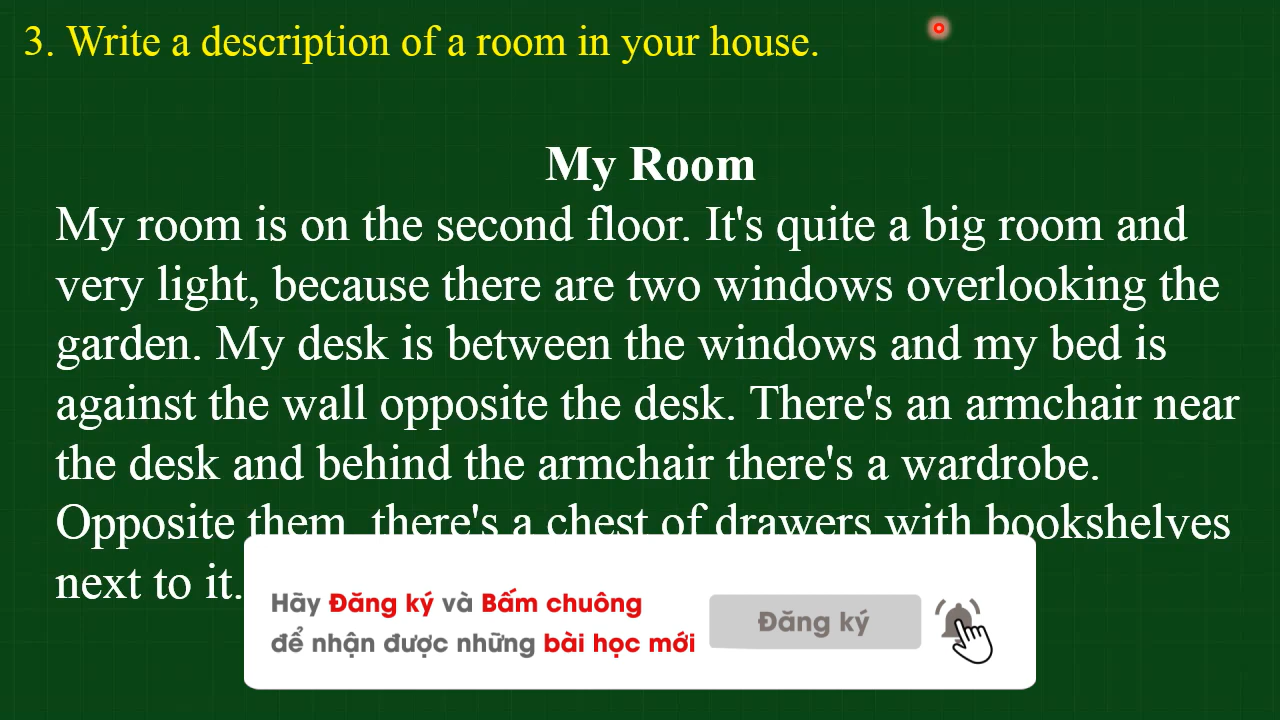 3. Write a description of a room in your house.
My Room
My room is on the second floor. It's quite a big room and
very light, because there are two windows overlooking the
garden. My desk is between the windows and my bed is
against the wall opposite the desk. There's an armchair near
the desk and behind the armchair there's a wardrobe.
Opposite them, there's a chest of drawers with bookshelves
next to it.
Hãy Đăng ký và Bấm chuông
để nhận được những bài học mới
Đăng ký